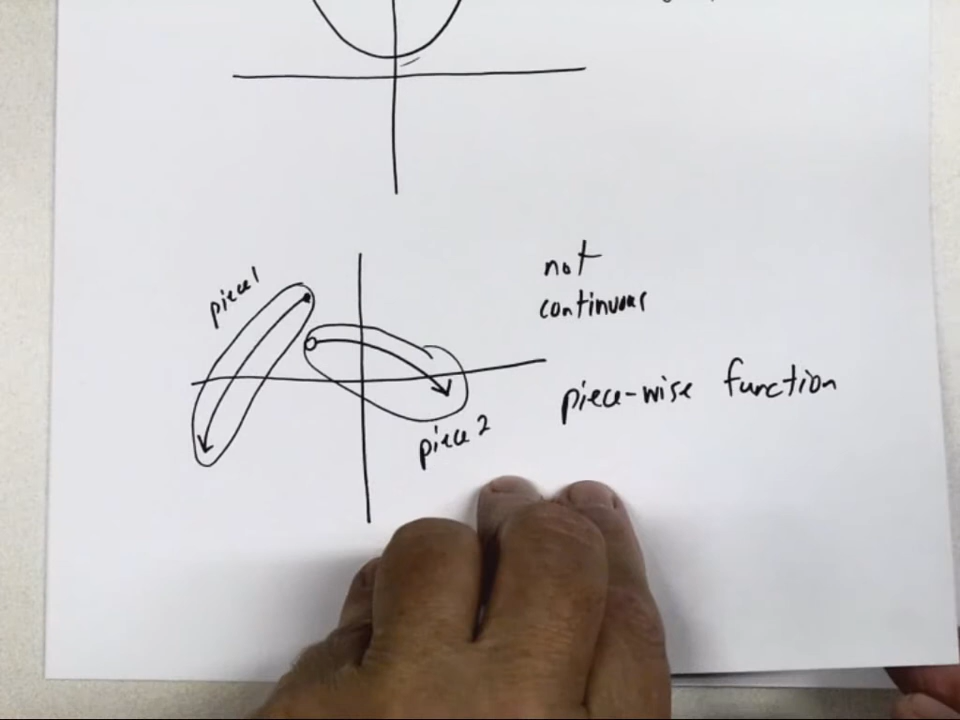 not
continuous
piece1
piece-wise function
piece 2